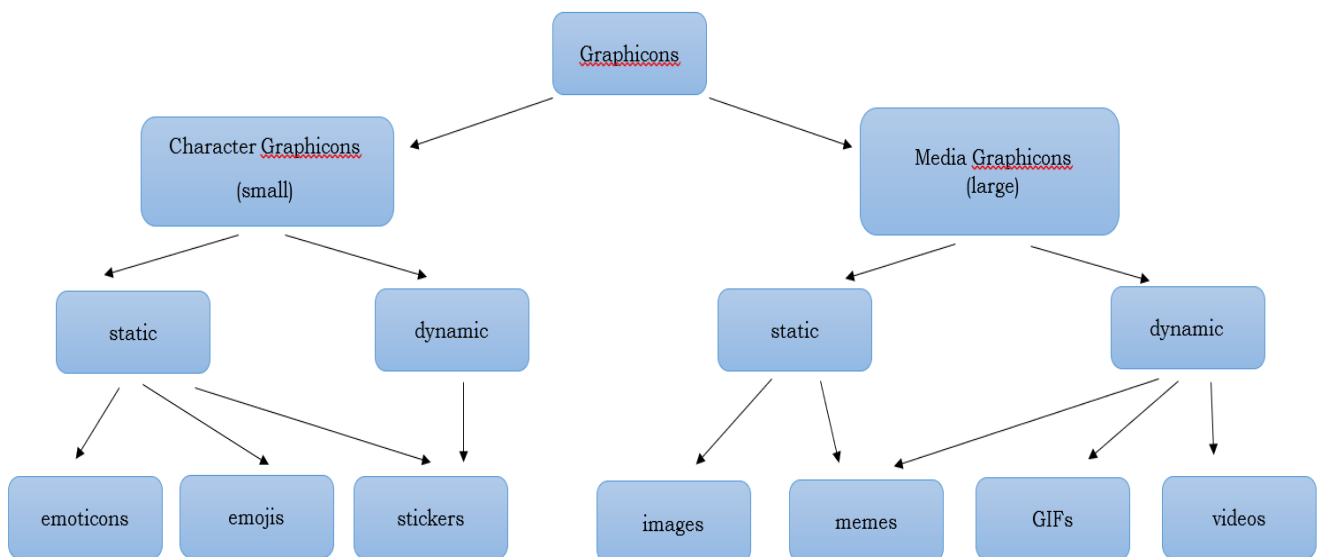 Graphicons
Character Graphicons
(small)
Media Graphicons
(large)
static
dynamic
static
dynamic
emoticons
emojis
stickers
images
memes
GIFs
videos